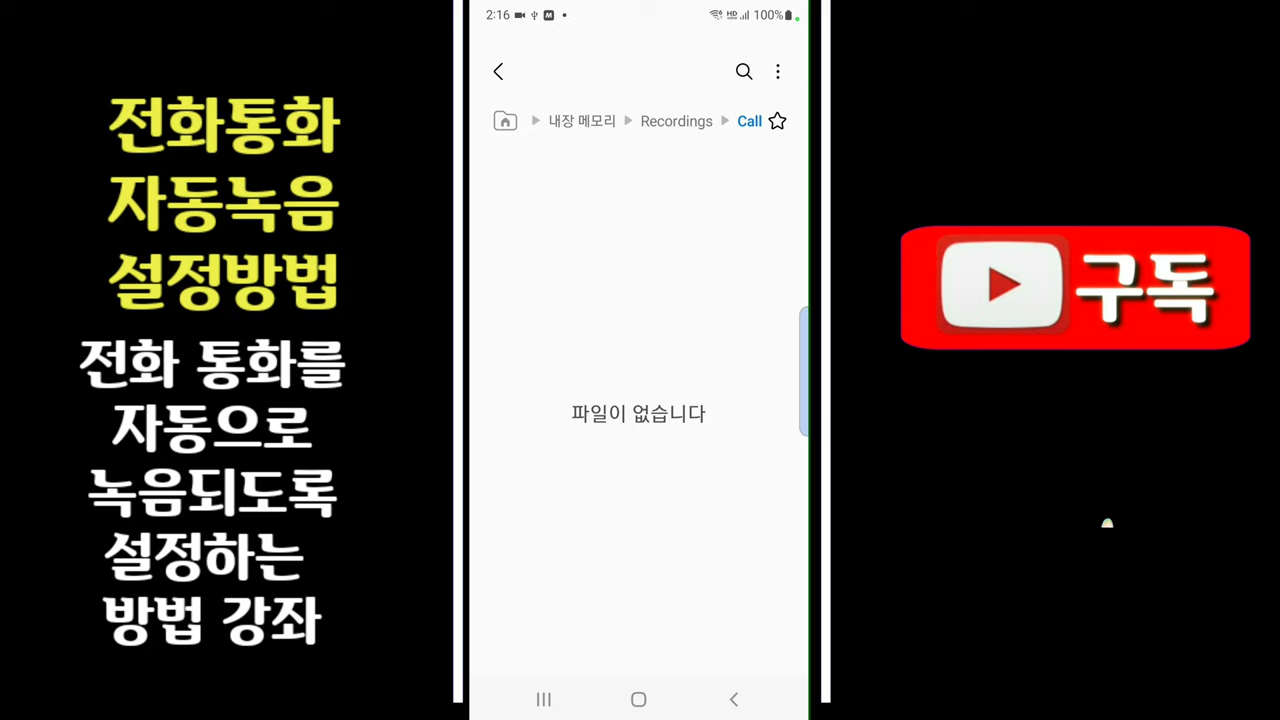 전화통화
자동녹음
설정방법
전화 통화를
자동으로
녹음되도록
설정하는
방법 강좌
2:16 M HD 100%
내장 메모리 Recordings Call
파일이 없습니다
구독